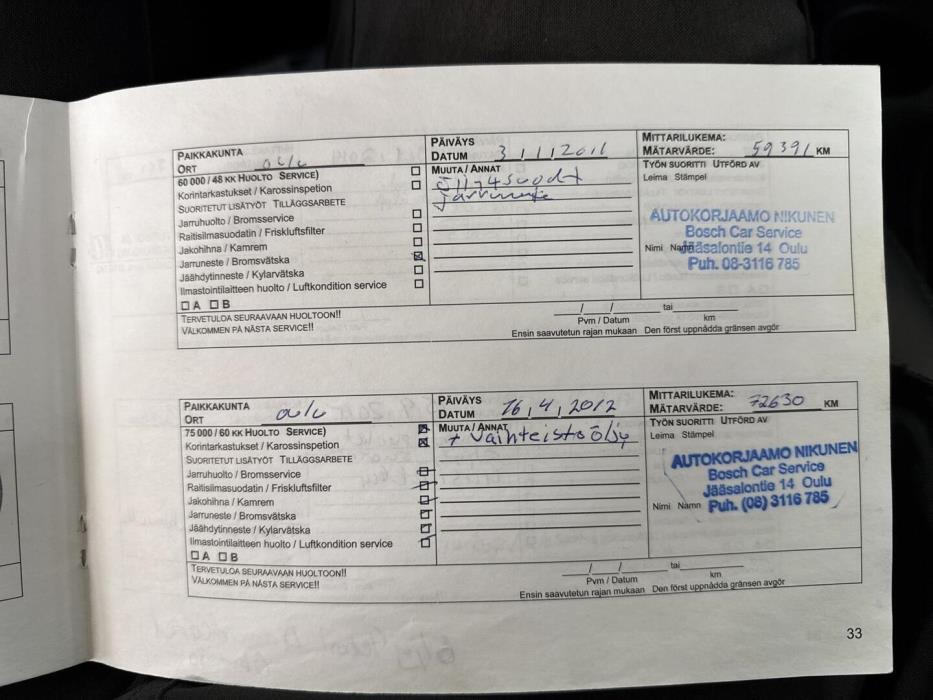 PAIKKAKUNTA
ORT Oulu
PÄIVÄYS
DATUM 3/11/2011
MITTARILUKEMA:
MÄTARVÄRDE: 59391 KM
60 000 / 48 KK HUOLTO SERVICE)
Korintarkastukset / Karossinspetion
SUORITETUT LISÄTYÖT TILLÄGGSARBETE
Jarruhuolto / Bromsservice
Raitisilmasuodatin / Friskluftsfilter
Jakohihna / Kamrem
Jarruneste / Bromsvätska
Jäähdytinneste / Kylarvätska
Ilmastointilaitteen huolto / Luftkondition service
A B
MUUTA / ANNAT
Öljy+suodt
jarruneste
TYÖN SUORITTI UTFÖRD AV
Leima Stämpel
AUTOKORJAAMO NIKUNEN
Bosch Car Service
Nimi Namn Jääsalontie 14 Oulu
Puh. 08-3116 785
TERVETULOA SEURAAVAAN HUOLTOON!!
VÄLKOMMEN PÅ NÄSTA SERVICE!!
/ / tai
Pvm / Datum km
Ensin saavutetun rajan mukaan Den först uppnådda gränsen avgör
PAIKKAKUNTA
ORT Oulu
PÄIVÄYS
DATUM 16,4,2012
MITTARILUKEMA:
MÄTARVÄRDE: 72630 KM
75 000 / 60 KK HUOLTO SERVICE)
Korintarkastukset / Karossinspetion
SUORITETUT LISÄTYÖT TILLÄGGSARBETE
Jarruhuolto / Bromsservice
Raitisilmasuodatin / Friskluftsfilter
Jakohihna / Kamrem
Jarruneste / Bromsvätska
Jäähdytinneste / Kylarvätska
Ilmastointilaitteen huolto / Luftkondition service
A B
MUUTA / ANNAT
+ Vaihteistoöljy
TYÖN SUORITTI UTFÖRD AV
Leima Stämpel
AUTOKORJAAMO NIKUNEN
Bosch Car Service
Jääsalontie 14 Oulu
Nimi Namn Puh. (08) 3116 785
TERVETULOA SEURAAVAAN HUOLTOON!!
VÄLKOMMEN PÅ NÄSTA SERVICE!!
/ / tai
Pvm / Datum km
Ensin saavutetun rajan mukaan Den först uppnådda gränsen avgör
33